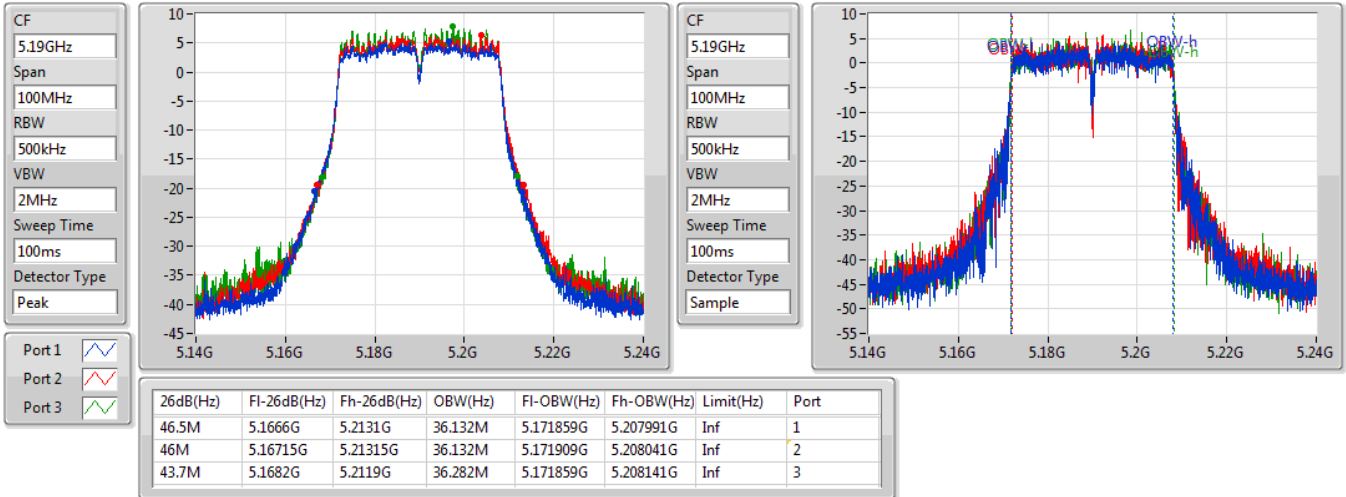 CF
5.19GHz
Span
100MHz
RBW
500kHz
VBW
2MHz
Sweep Time
100ms
Detector Type
Peak
10
5
0
-5
-10
-15
-20
-25
-30
-35
-40
-45
5.14G 5.16G 5.18G 5.2G 5.22G 5.24G
CF
5.19GHz
Span
100MHz
RBW
500kHz
VBW
2MHz
Sweep Time
100ms
Detector Type
Sample
10
5
0
-5
-10
-15
-20
-25
-30
-35
-40
-45
-50
-55
OBW-h
5.14G 5.16G 5.18G 5.2G 5.22G 5.24G
Port 1
Port 2
Port 3
26dB(Hz) Fl-26dB(Hz) Fh-26dB(Hz) OBW(Hz) Fl-OBW(Hz) Fh-OBW(Hz) Limit(Hz) Port
46.5M 5.1666G 5.2131G 36.132M 5.171859G 5.207991G Inf 1
46M 5.16715G 5.21315G 36.132M 5.171909G 5.208041G Inf 2
43.7M 5.1682G 5.2119G 36.282M 5.171859G 5.208141G Inf 3